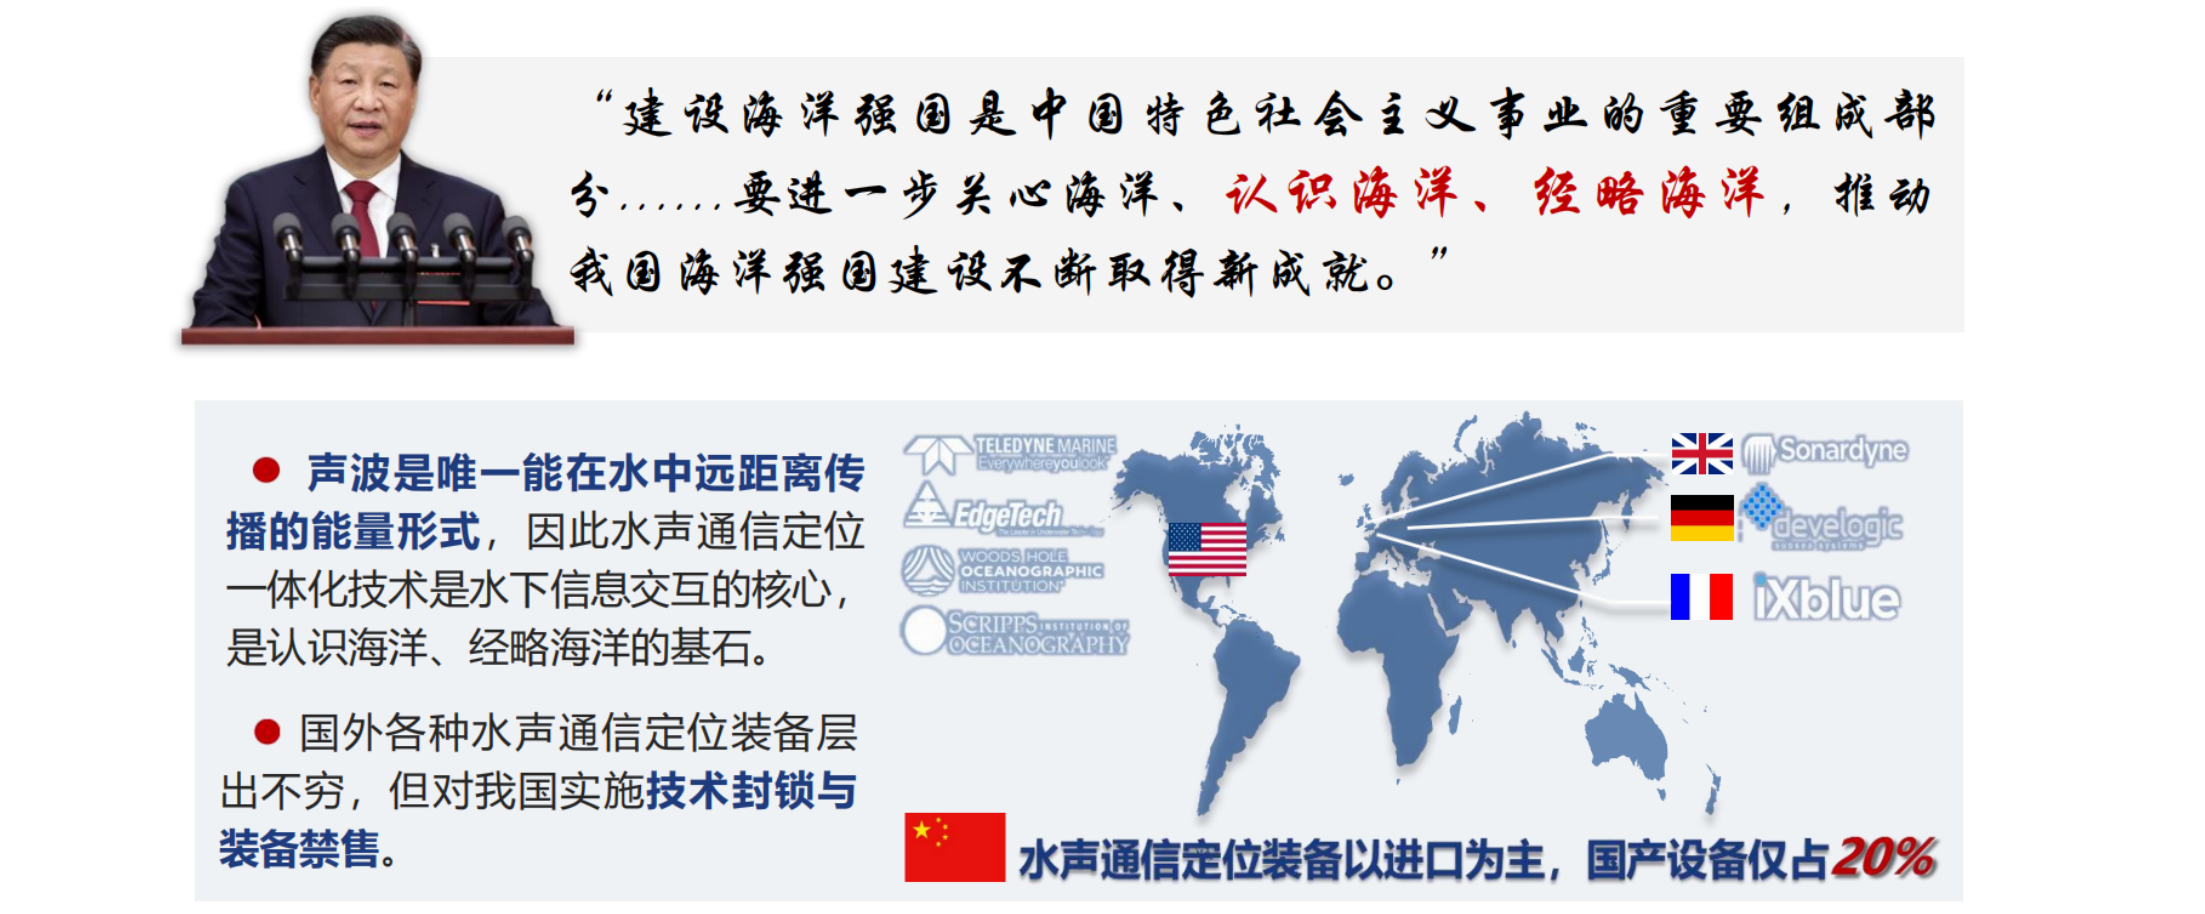 “建设海洋强国是中国特色社会主义事业的重要组成部
分......要进一步关心海洋、认识海洋、经略海洋，推动
我国海洋强国建设不断取得新成就。”
● 声波是唯一能在水中远距离传
播的能量形式，因此水声通信定位
一体化技术是水下信息交互的核心，
是认识海洋、经略海洋的基石。
● 国外各种水声通信定位装备层
出不穷，但对我国实施技术封锁与
装备禁售。
TELEDYNE MARINE
Everywhereyoulook
EdgeTech
The Leader in Underwater Technology
WOODS HOLE
OCEANOGRAPHIC
INSTITUTION
SCRIPPS INSTITUTION OF
OCEANOGRAPHY
Sonardyne
develogic
subsea systems
iXblue
水声通信定位装备以进口为主，国产设备仅占20%